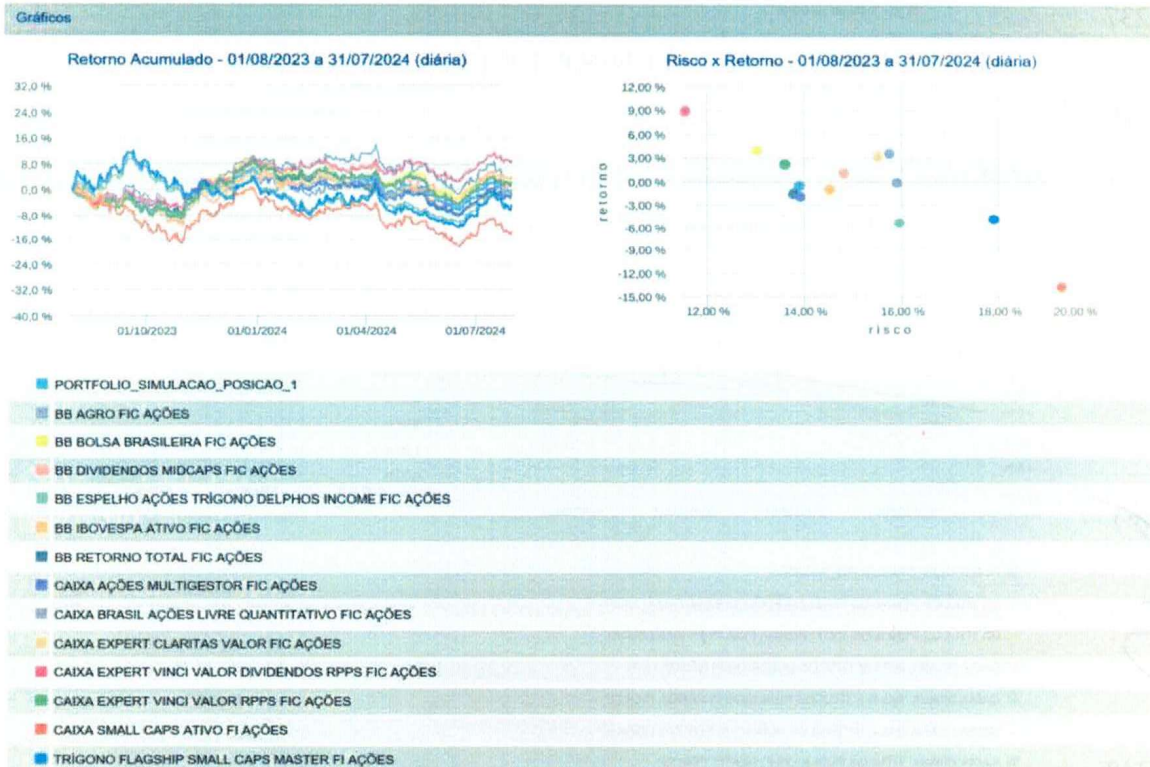 Gráficos
Retorno Acumulado - 01/08/2023 a 31/07/2024 (diária)
32,0 %
24,0 %
16,0 %
8,0 %
0,0 %
-8,0 %
-16,0 %
-24,0 %
-32,0 %
-40,0 %
01/10/2023
01/01/2024
01/04/2024
01/07/2024
Risco x Retorno - 01/08/2023 a 31/07/2024 (diária)
retorno
12,00 %
9,00 %
6,00 %
3,00 %
0,00 %
-3,00 %
-6,00 %
-9,00 %
-12,00 %
-15,00 %
12,00 %
14,00 %
16,00 %
18,00 %
20,00 %
risco
PORTFOLIO_SIMULACAO_POSICAO_1
BB AGRO FIC AÇÕES
BB BOLSA BRASILEIRA FIC AÇÕES
BB DIVIDENDOS MIDCAPS FIC AÇÕES
BB ESPELHO AÇÕES TRÍGONO DELPHOS INCOME FIC AÇÕES
BB IBOVESPA ATIVO FIC AÇÕES
BB RETORNO TOTAL FIC AÇÕES
CAIXA AÇÕES MULTIGESTOR FIC AÇÕES
CAIXA BRASIL AÇÕES LIVRE QUANTITATIVO FIC AÇÕES
CAIXA EXPERT CLARITAS VALOR FIC AÇÕES
CAIXA EXPERT VINCI VALOR DIVIDENDOS RPPS FIC AÇÕES
CAIXA EXPERT VINCI VALOR RPPS FIC AÇÕES
CAIXA SMALL CAPS ATIVO FI AÇÕES
TRÍGONO FLAGSHIP SMALL CAPS MASTER FI AÇÕES